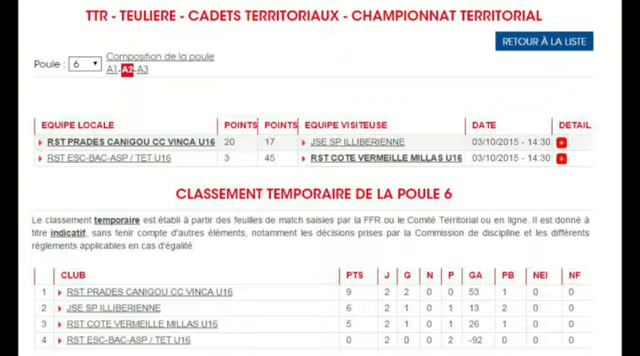 TTR - TEULIERE - CADETS TERRITORIAUX - CHAMPIONNAT TERRITORIAL
RETOUR À LA LISTE
Poule : 6 Composition de la poule
A1-A2-A3
EQUIPE LOCALE POINTS POINTS EQUIPE VISITEUSE DATE DETAIL
RST PRADES CANIGOU CC VINCA U16 20 17 JSE SP ILLIBERIENNE 03/10/2015 - 14:30 +
RST ESC-BAC-ASP / TET U16 3 45 RST COTE VERMEILLE MILLAS U16 03/10/2015 - 14:30 +
CLASSEMENT TEMPORAIRE DE LA POULE 6
Le classement temporaire est établi à partir des feuilles de match saisies par la FFR ou le Comité Territorial ou en ligne. Il est donné à
titre indicatif, sans tenir compte d'autres éléments, notamment les décisions prises par la Commission de discipline et les différents
règlements applicables en cas d'égalité.
CLUB PTS J G N P GA PB NEI NF
1 RST PRADES CANIGOU CC VINCA U16 9 2 2 0 0 53 1 0 0
2 JSE SP ILLIBERIENNE 6 2 1 0 1 13 2 0 0
3 RST COTE VERMEILLE MILLAS U16 5 2 1 0 1 26 1 0 0
4 RST ESC-BAC-ASP / TET U16 0 2 0 0 2 -92 0 0 0